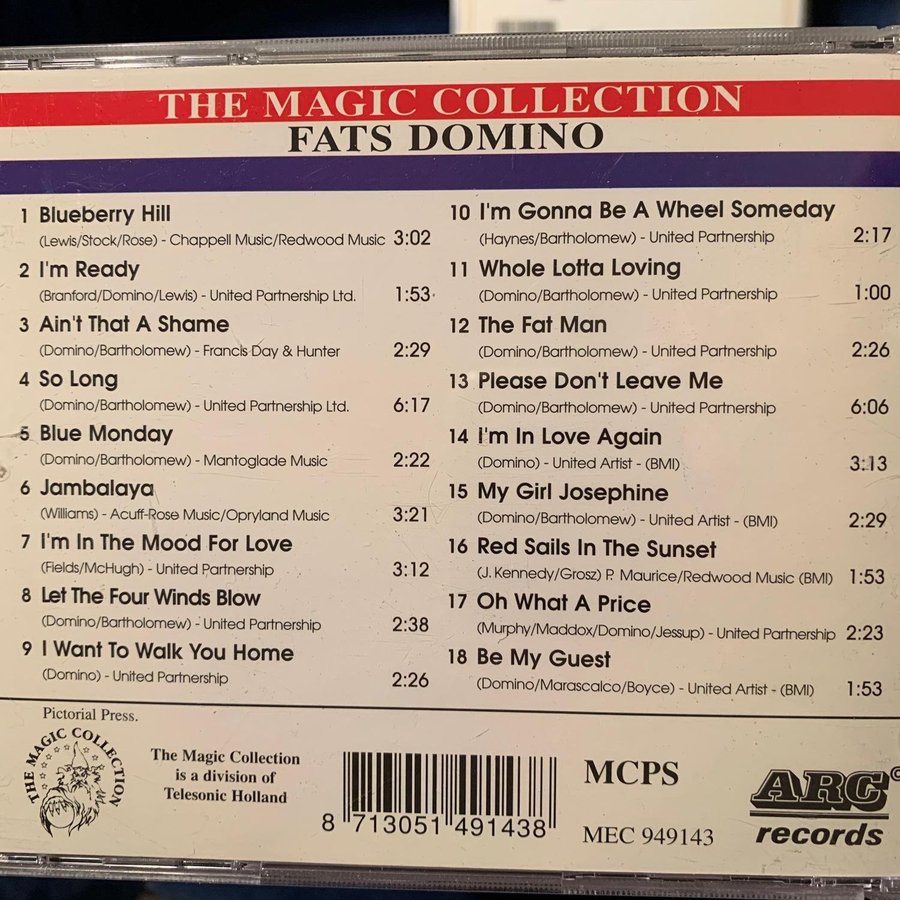 THE MAGIC COLLECTION
FATS DOMINO
1 Blueberry Hill
(Lewis/Stock/Rose) - Chappell Music/Redwood Music 3:02
2 I'm Ready
(Branford/Domino/Lewis) - United Partnership Ltd. 1:53
3 Ain't That A Shame
(Domino/Bartholomew) - Francis Day & Hunter 2:29
4 So Long
(Domino/Bartholomew) - United Partnership Ltd. 6:17
5 Blue Monday
(Domino/Bartholomew) - Mantoglade Music 2:22
6 Jambalaya
(Williams) - Acuff-Rose Music/Opryland Music 3:21
7 I'm In The Mood For Love
(Fields/McHugh) - United Partnership 3:12
8 Let The Four Winds Blow
(Domino/Bartholomew) - United Partnership 2:38
9 I Want To Walk You Home
(Domino) - United Partnership 2:26
10 I'm Gonna Be A Wheel Someday
(Haynes/Bartholomew) - United Partnership 2:17
11 Whole Lotta Loving
(Domino/Bartholomew) - United Partnership 1:00
12 The Fat Man
(Domino/Bartholomew) - United Partnership 2:26
13 Please Don't Leave Me
(Domino/Bartholomew) - United Partnership 6:06
14 I'm In Love Again
(Domino) - United Artist - (BMI) 3:13
15 My Girl Josephine
(Domino/Bartholomew) - United Artist - (BMI) 2:29
16 Red Sails In The Sunset
(J. Kennedy/Grosz) P. Maurice/Redwood Music (BMI) 1:53
17 Oh What A Price
(Murphy/Maddox/Domino/Jessup) - United Partnership 2:23
18 Be My Guest
(Domino/Marascalco/Boyce) - United Artist - (BMI) 1:53
Pictorial Press.
THE MAGIC COLLECTION
The Magic Collection
is a division of
Telesonic Holland
8 713051 491438
MCPS
MEC 949143
ARC ©
records